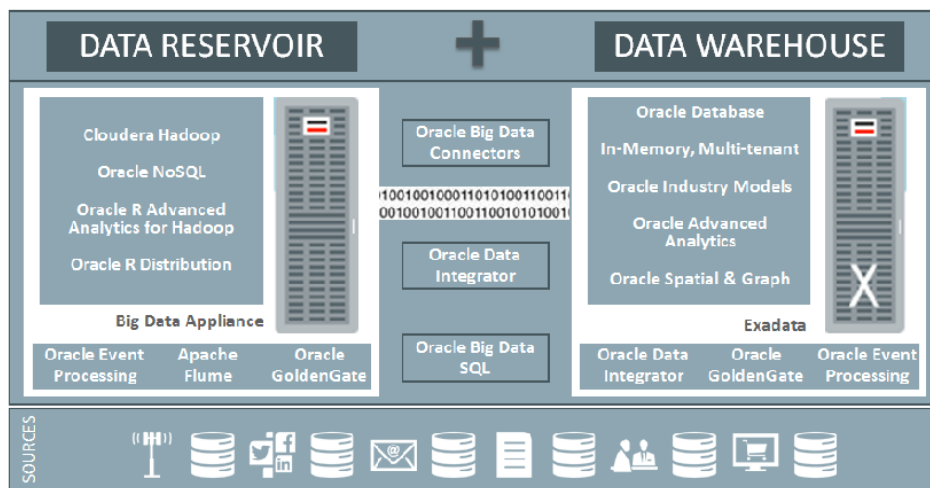 DATA RESERVOIR
+
DATA WAREHOUSE
Cloudera Hadoop
Oracle NoSQL
Oracle R Advanced
Analytics for Hadoop
Oracle R Distribution
Big Data Appliance
Oracle Event
Processing
Apache
Flume
Oracle
GoldenGate
Oracle Big Data
Connectors
0100100100011010100110011
00100100110011001010100
Oracle Data
Integrator
Oracle Big Data
SQL
Oracle Database
In-Memory, Multi-tenant
Oracle Industry Models
Oracle Advanced
Analytics
Oracle Spatial & Graph
X
Exadata
Oracle Data
Integrator
Oracle
GoldenGate
Oracle Event
Processing
SOURCES
@
f
in